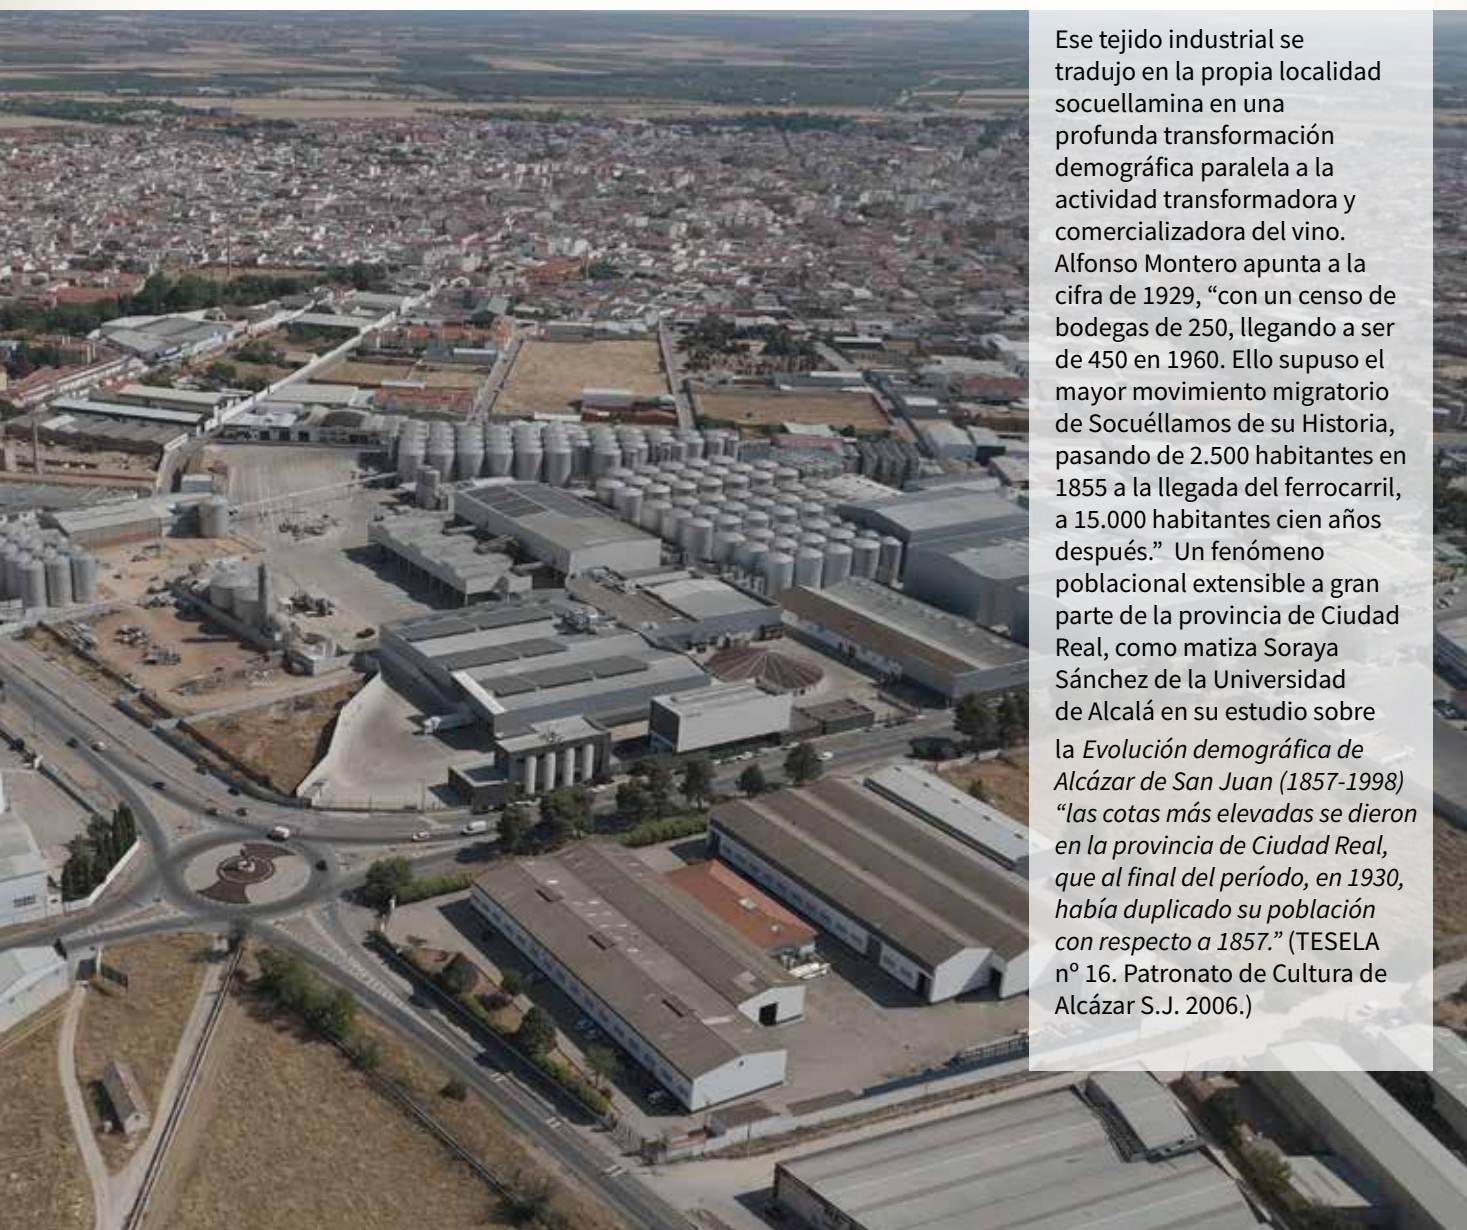 Ese tejido industrial se
tradujo en la propia localidad
socuellamina en una
profunda transformación
demográfica paralela a la
actividad transformadora y
comercializadora del vino.
Alfonso Montero apunta a la
cifra de 1929, “con un censo de
bodegas de 250, llegando a ser
de 450 en 1960. Ello supuso el
mayor movimiento migratorio
de Socuéllamos de su Historia,
pasando de 2.500 habitantes en
1855 a la llegada del ferrocarril,
a 15.000 habitantes cien años
después.”  Un fenómeno
poblacional extensible a gran
parte de la provincia de Ciudad
Real, como matiza Soraya
Sánchez de la Universidad
de Alcalá en su estudio sobre
la Evolución demográfica de
Alcázar de San Juan (1857-1998)
“las cotas más elevadas se dieron
en la provincia de Ciudad Real,
que al final del período, en 1930,
había duplicado su población
con respecto a 1857.” (TESELA
nº 16. Patronato de Cultura de
Alcázar S.J. 2006.)